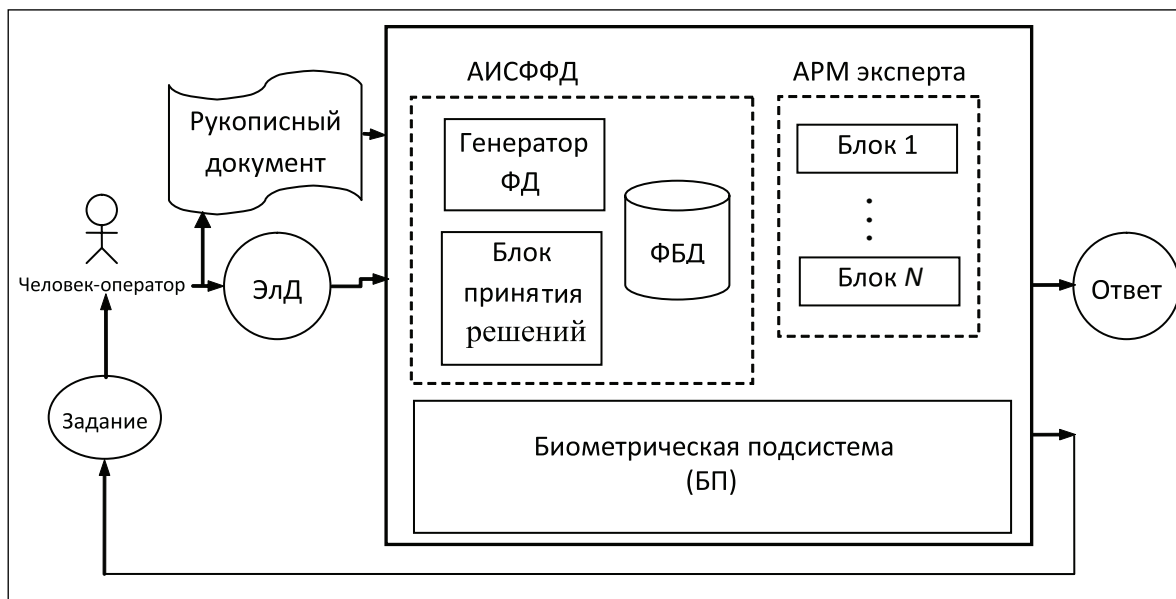 АИСФФД
АРМ эксперта
Рукописный
документ
Генератор
ФД
Блок 1
Блок
принятия
решений
ФБД
Блок N
Человек-оператор
ЭлД
Ответ
Задание
Биометрическая подсистема
(БП)